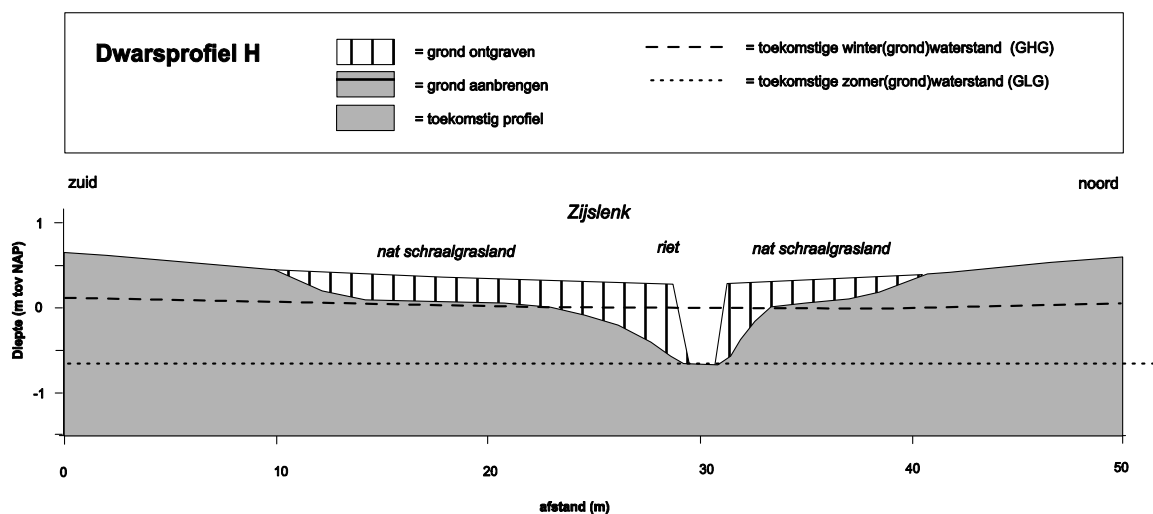 Dwarsprofiel H
= grond ontgraven
= grond aanbrengen
= toekomstig profiel
= toekomstige winter(grond)waterstand (GHG)
= toekomstige zomer(grond)waterstand (GLG)
zuid
noord
Zijslenk
nat schraalgrasland
riet
nat schraalgrasland
Diepte (m tov NAP)
1
0
-1
0
10
20
30
40
50
afstand (m)